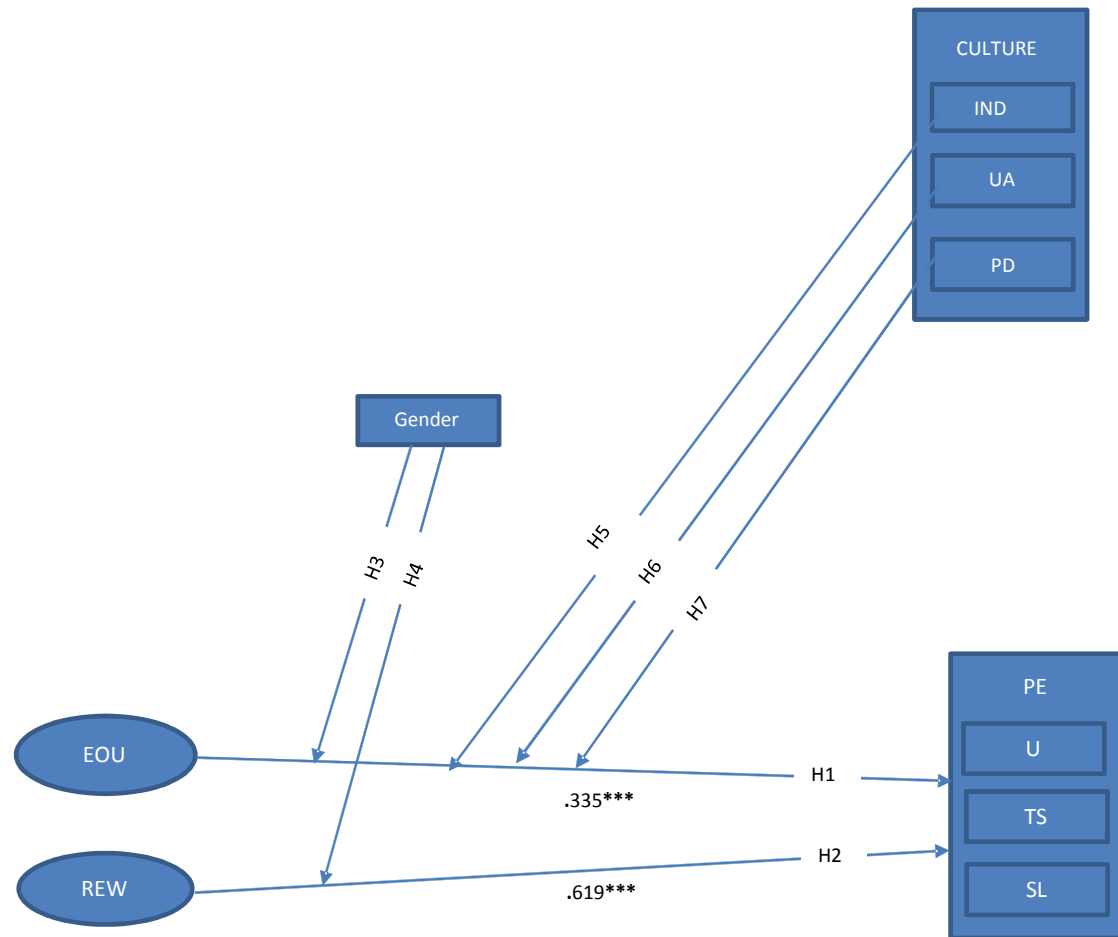 CULTURE
IND
UA
PD
Gender
H3
H4
H5
H6
H7
EOU
REW
H1
.335***
H2
.619***
PE
U
TS
SL